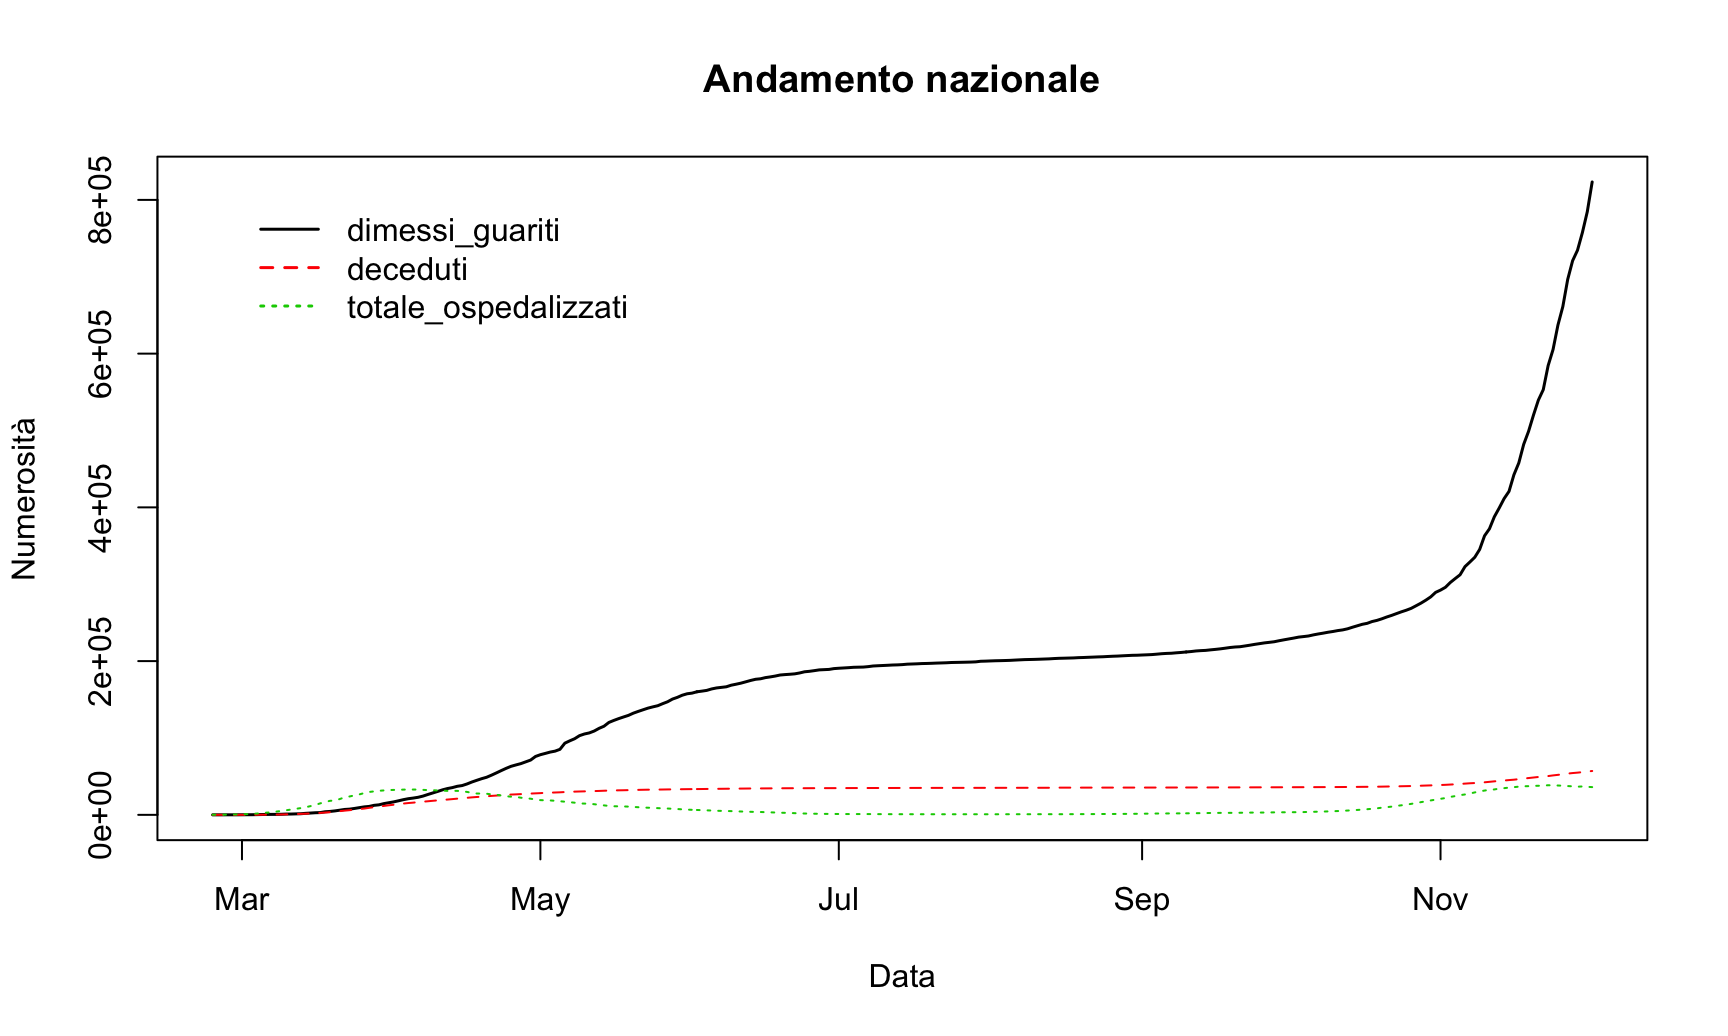 Andamento nazionale
dimessi_guariti
deceduti
totale_ospedalizzati
Numerosità
8e+05
6e+05
4e+05
2e+05
0e+00
Mar May Jul Sep Nov
Data